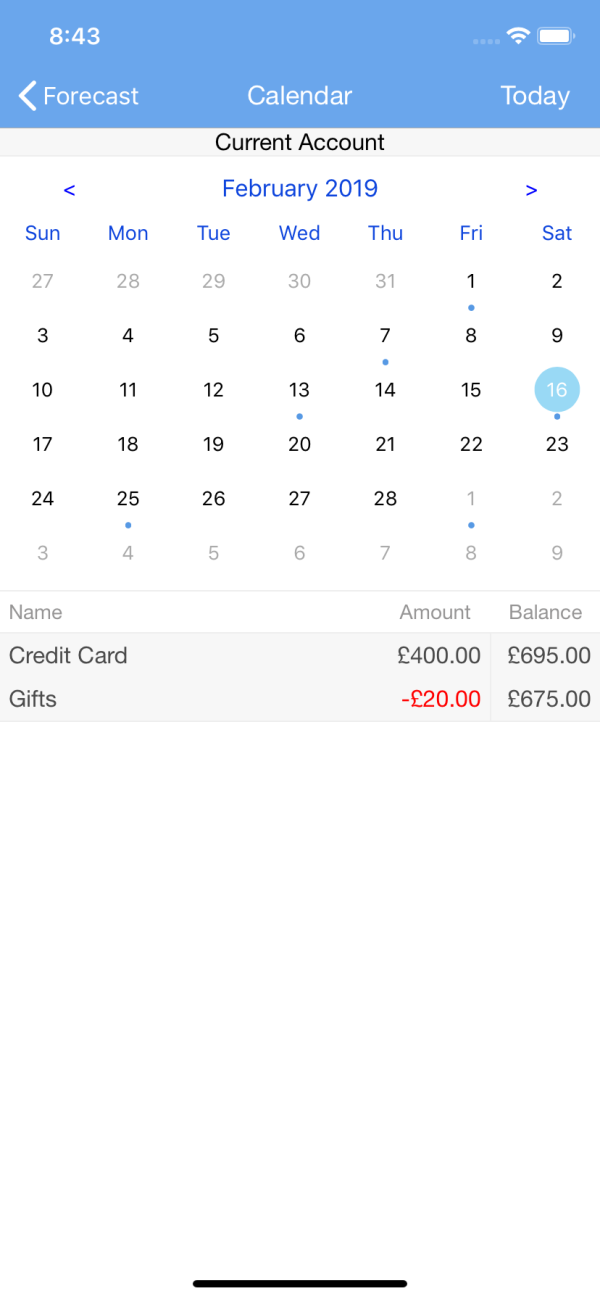 8:43
Forecast Calendar Today
Current Account
< February 2019 >
Sun Mon Tue Wed Thu Fri Sat
27 28 29 30 31 1 2
3 4 5 6 7 8 9
10 11 12 13 14 15 16
17 18 19 20 21 22 23
24 25 26 27 28 1 2
3 4 5 6 7 8 9
Name Amount Balance
Credit Card £400.00 £695.00
Gifts -£20.00 £675.00